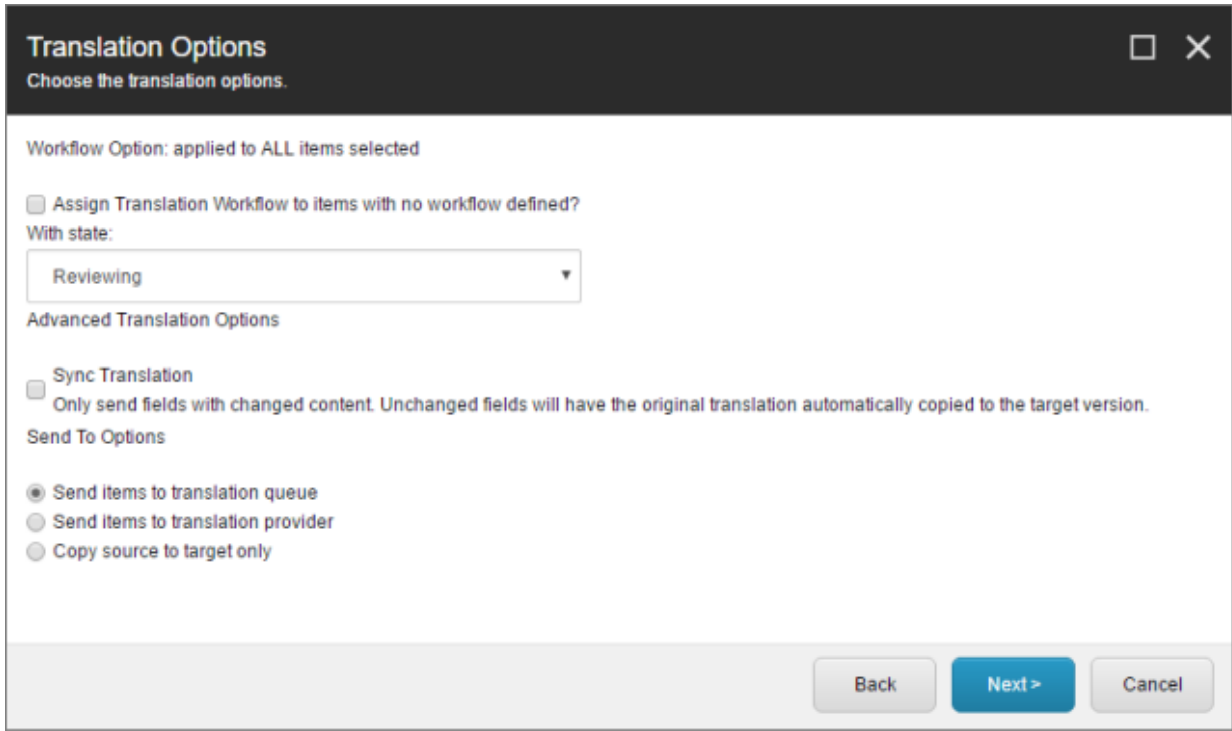 Translation Options
Choose the translation options.
Workflow Option: applied to ALL items selected
Assign Translation Workflow to items with no workflow defined?
With state:
Reviewing
Advanced Translation Options
Sync Translation
Only send fields with changed content. Unchanged fields will have the original translation automatically copied to the target version.
Send To Options
Send items to translation queue
Send items to translation provider
Copy source to target only
Back
Next >
Cancel